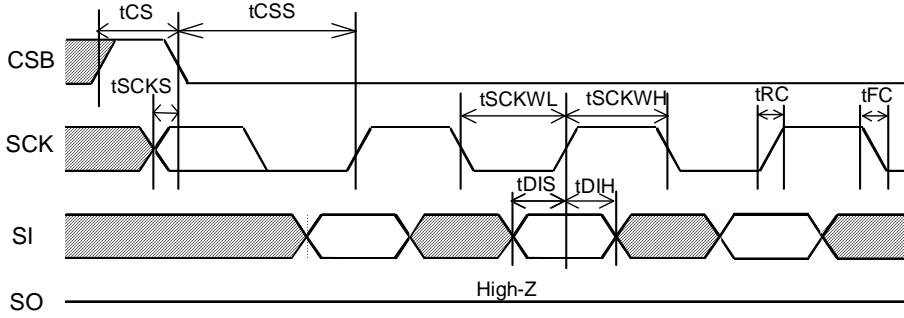 tCS tCSS
CSB
tSCKS tSCKWL tSCKWH tRC tFC
SCK
tDIS tDIH
SI
High-Z
SO